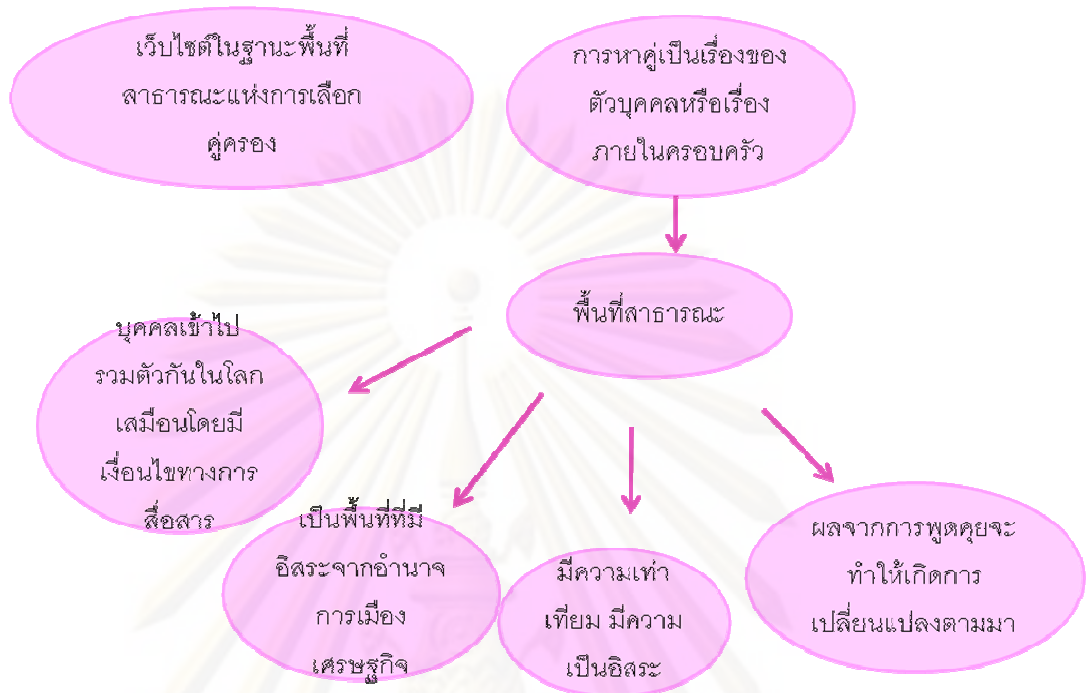 เว็บไซต์ในฐานะพื้นที่
สาธารณะแห่งการเลือก
คู่ครอง
การหาคู่เป็นเรื่องของ
ตัวบุคคลหรือเรื่อง
ภายในครอบครัว
พื้นที่สาธารณะ
บุคคลเข้าไป
รวมตัวกันในโลก
เสมือนโดยมี
เงื่อนไขทางการ
สื่อสาร
เป็นพื้นที่ที่มี
อิสระจากอำนาจ
การเมือง
เศรษฐกิจ
มีความเท่า
เทียม มีความ
เป็นอิสระ
ผลจากการพูดคุยจะ
ทำให้เกิดการ
เปลี่ยนแปลงตามมา